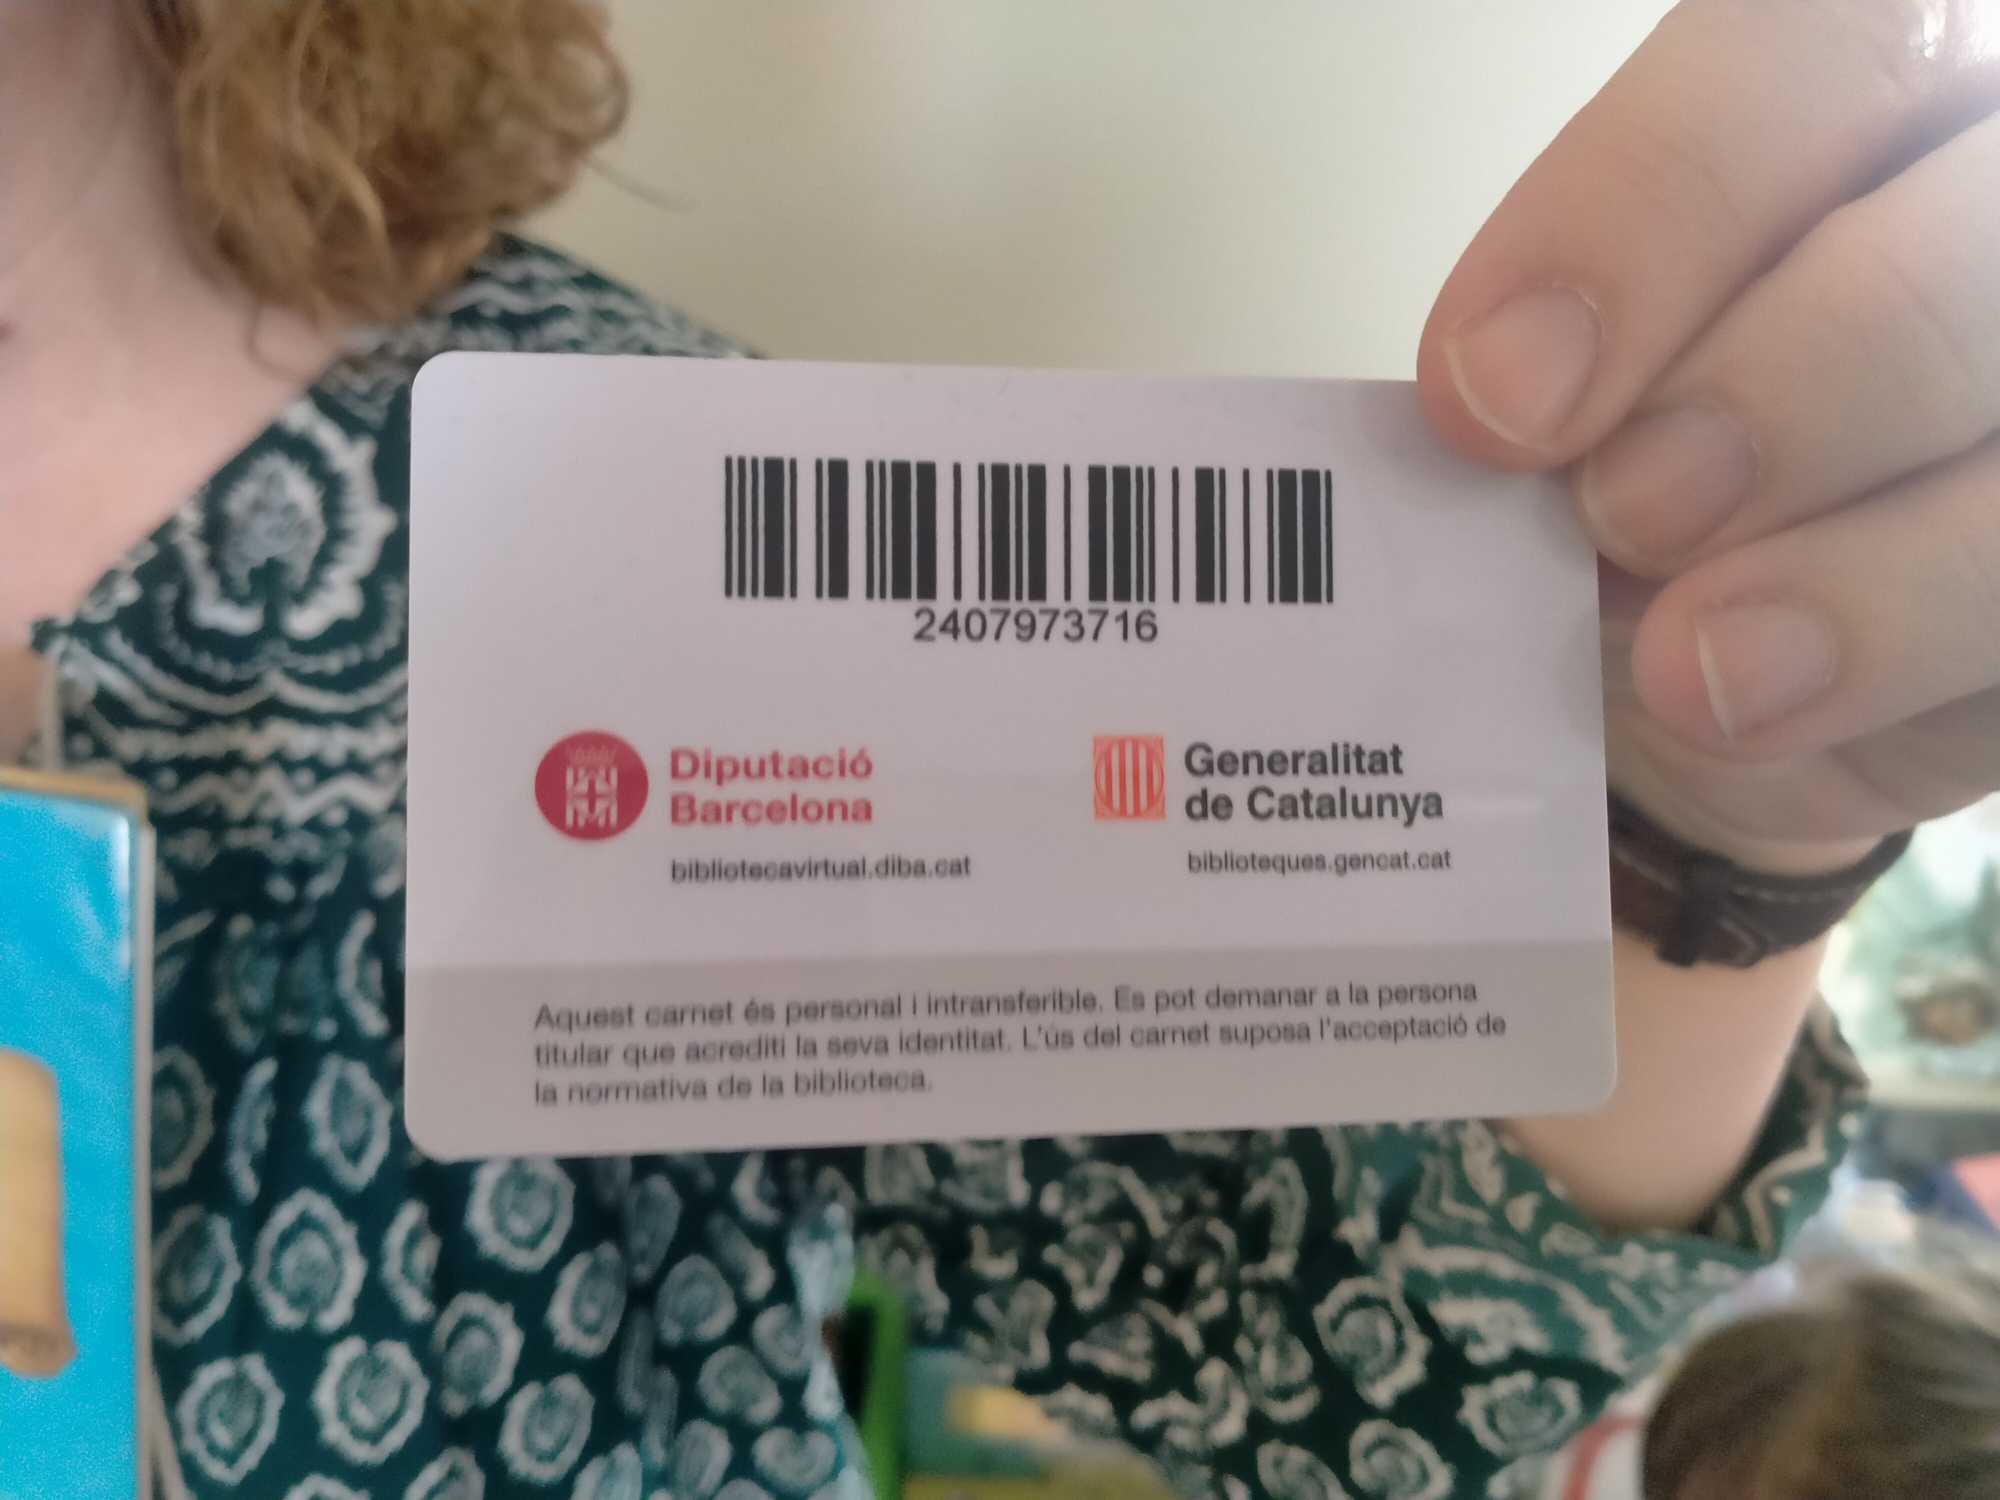 2407973716
Diputació
Barcelona
bibliotecavirtual.diba.cat
Generalitat
de Catalunya
biblioteques.gencat.cat
Aquest carnet és personal i intransferible. Es pot demanar a la persona
titular que acrediti la seva identitat. L'ús del carnet suposa l'acceptació de
la normativa de la biblioteca.